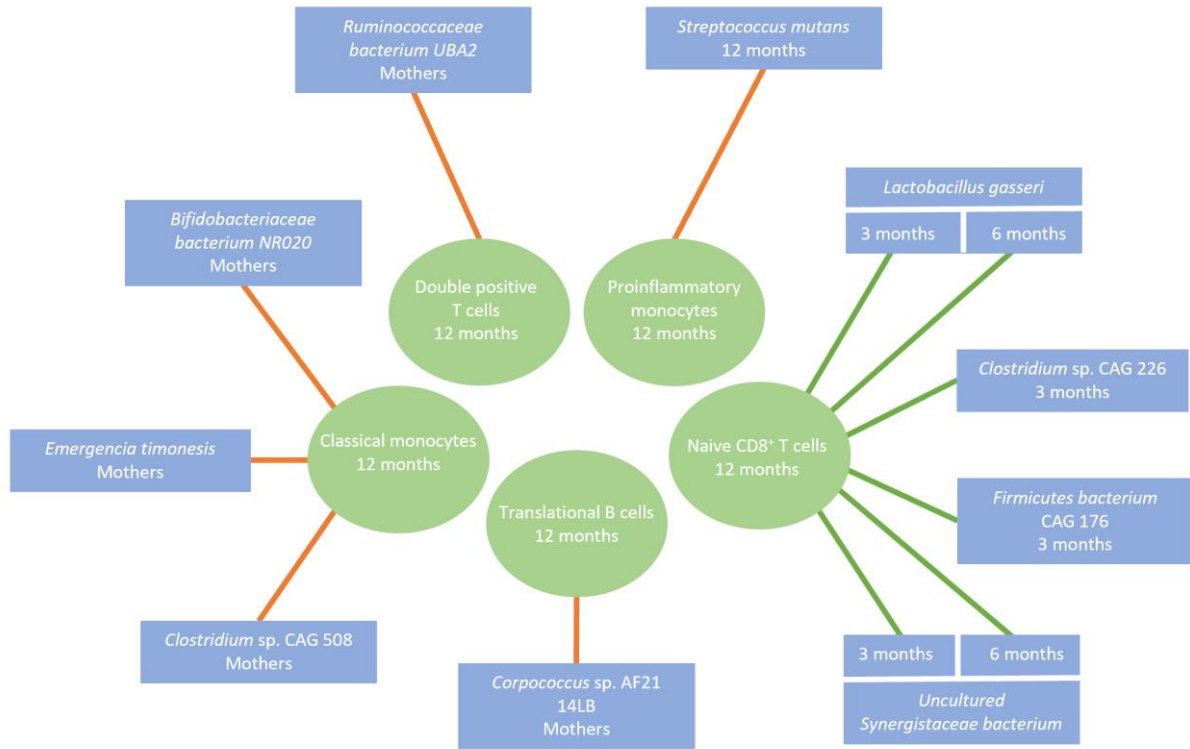 Ruminococcaceae
bacterium UBA2
Mothers
Streptococcus mutans
12 months
Lactobacillus gasseri
3 months
6 months
Bifidobacteriaceae
bacterium NR020
Mothers
Double positive
T cells
12 months
Proinflammatory
monocytes
12 months
Clostridium sp. CAG 226
3 months
Emergencia timonesis
Mothers
Classical monocytes
12 months
Naive CD8⁺ T cells
12 months
Translational B cells
12 months
Firmicutes bacterium
CAG 176
3 months
Clostridium sp. CAG 508
Mothers
Corpococcus sp. AF21
14LB
Mothers
3 months
6 months
Uncultured
Synergistaceae bacterium